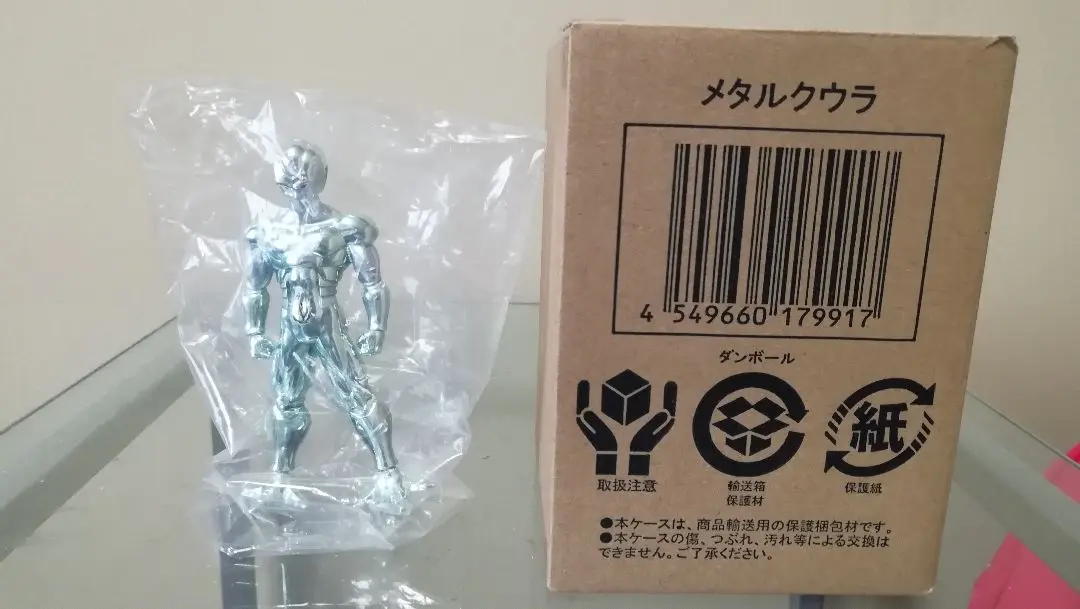 メタルクウラ
4 549660 179917
ダンボール
紙
取扱注意
輸送箱
保護材
保護紙
●本ケースは、商品輸送用の保護梱包材です。
●本ケースの傷、つぶれ、汚れ等による交換は
できません。ご了承ください。